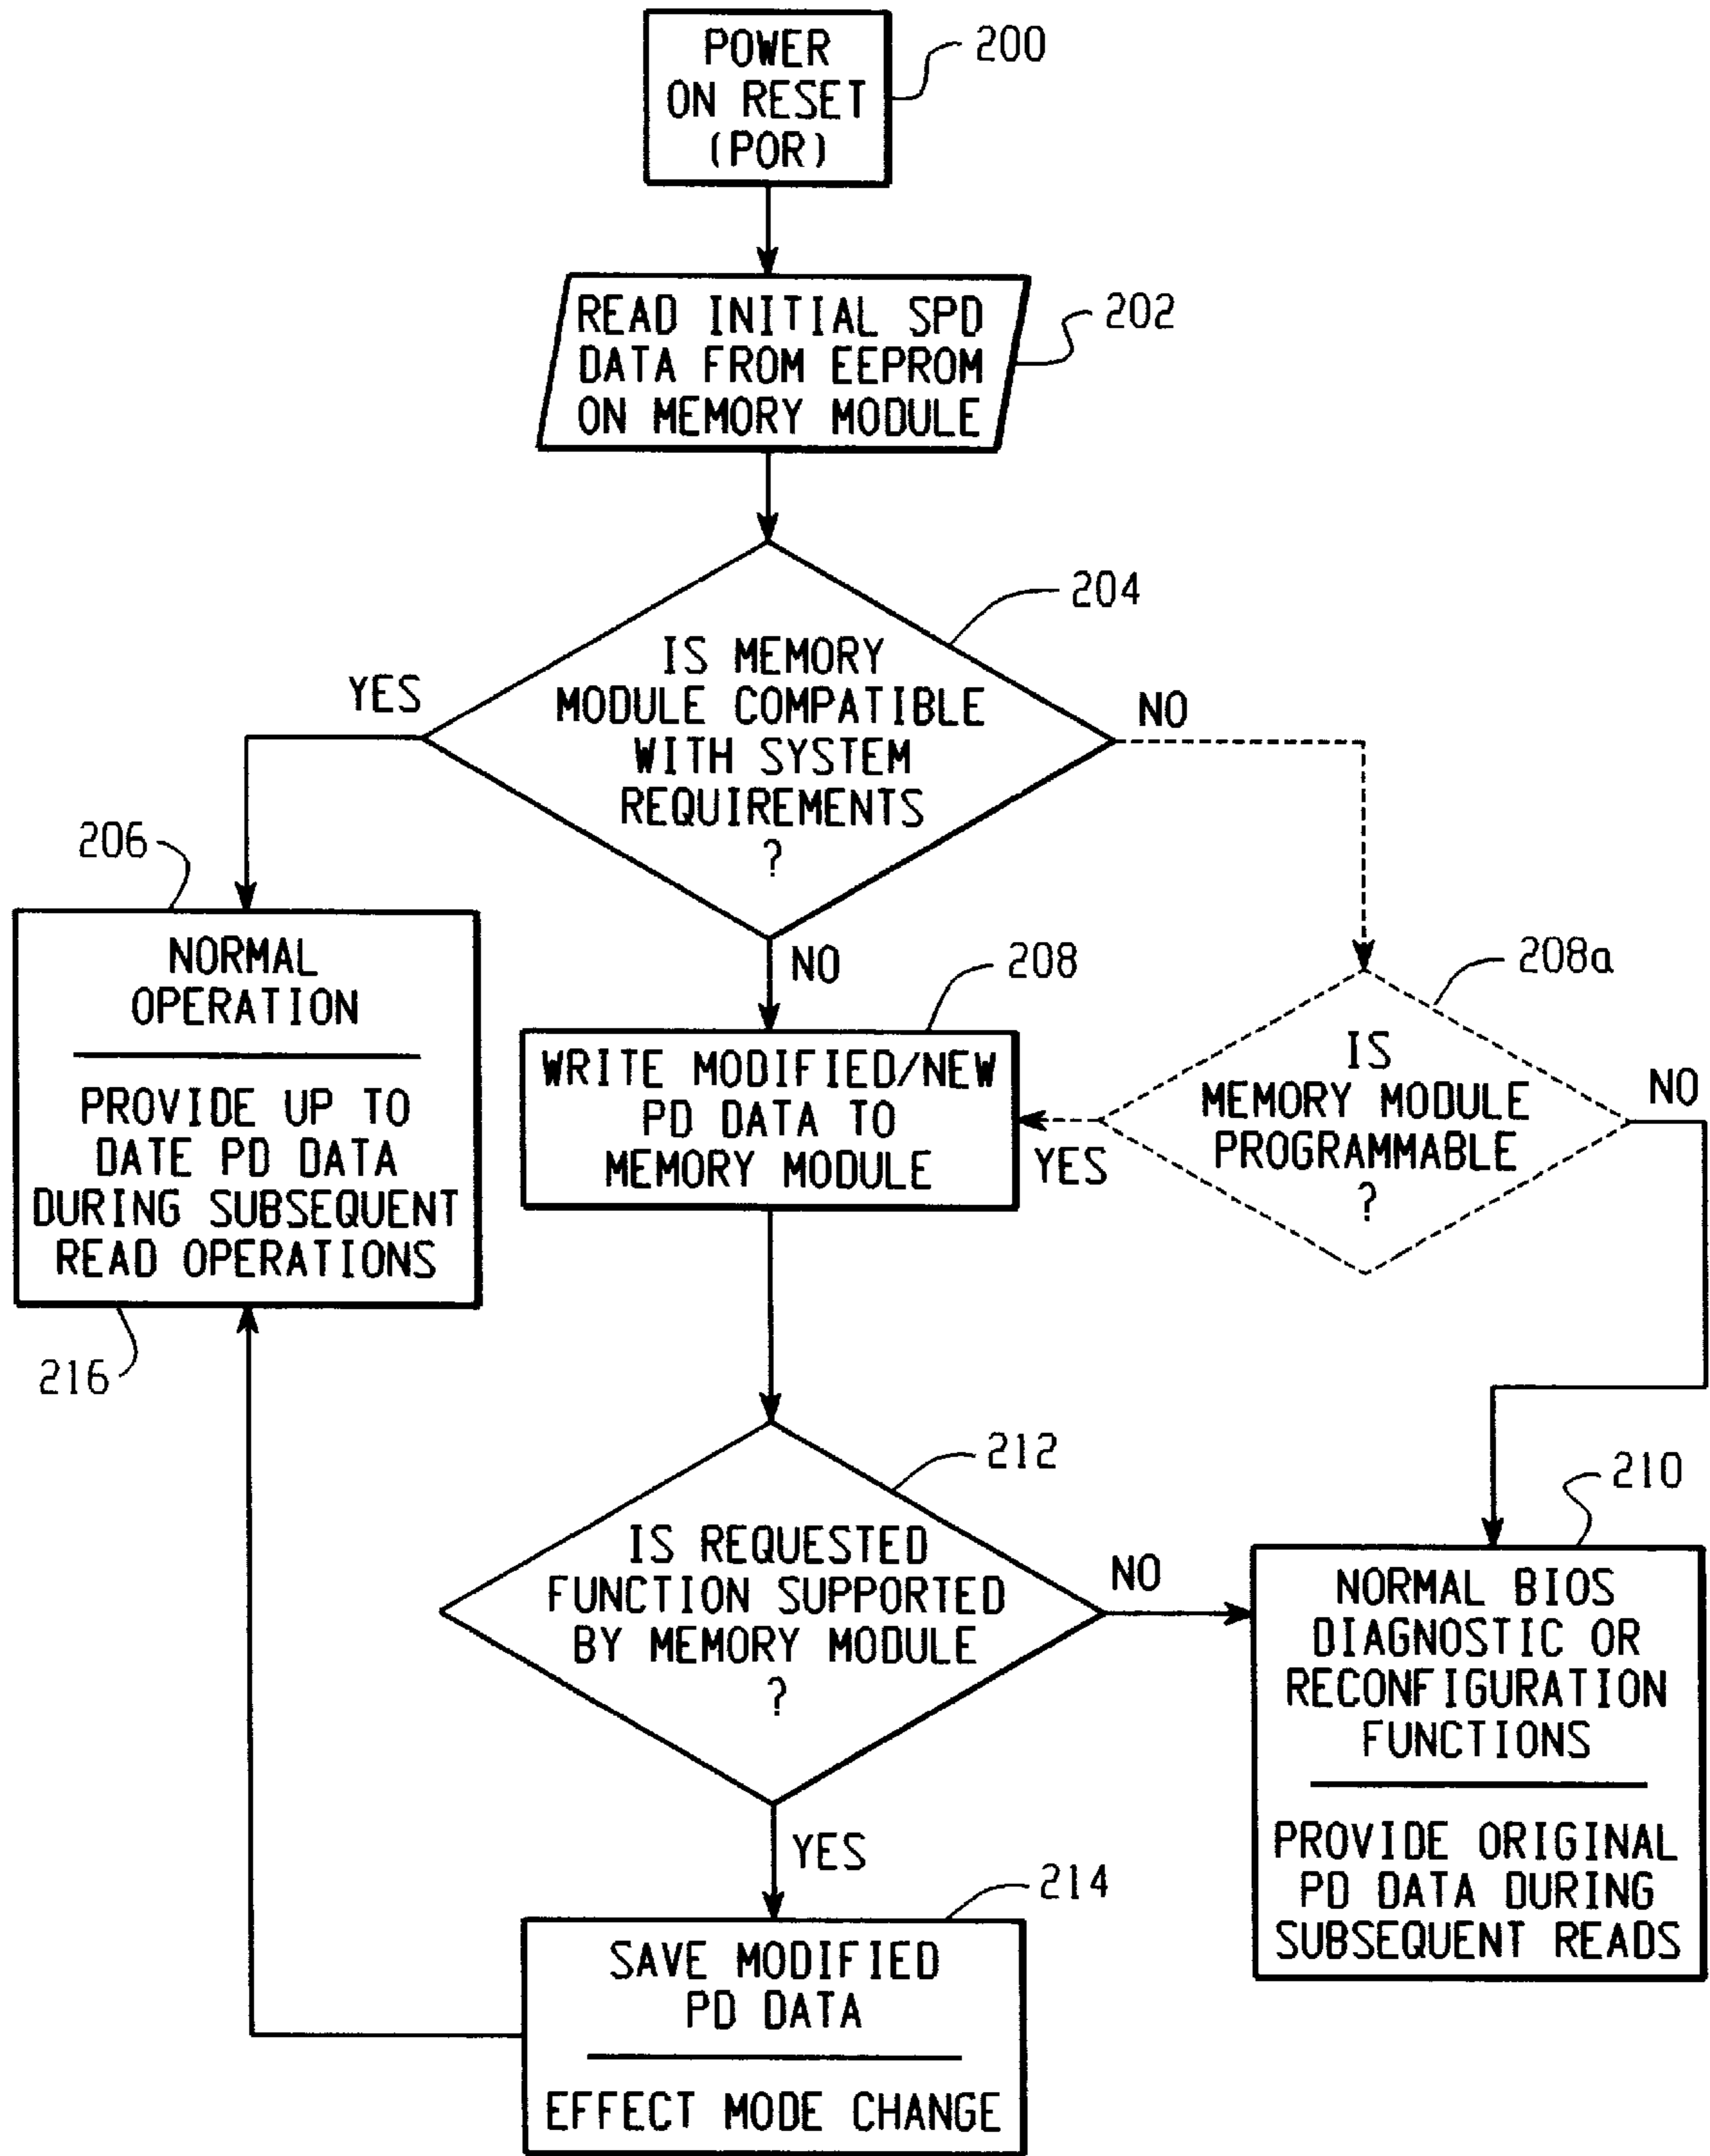 POWER
ON RESET
(POR)
200
READ INITIAL SPD
DATA FROM EEPROM
ON MEMORY MODULE
202
204
IS MEMORY
MODULE COMPATIBLE
WITH SYSTEM
REQUIREMENTS
?
YES
NO
NO
206
NORMAL
OPERATION
PROVIDE UP TO
DATE PD DATA
DURING SUBSEQUENT
READ OPERATIONS
216
208
WRITE MODIFIED/NEW
PD DATA TO
MEMORY MODULE
208a
IS
MEMORY MODULE
PROGRAMMABLE
?
YES
NO
212
IS REQUESTED
FUNCTION SUPPORTED
BY MEMORY MODULE
?
NO
YES
210
NORMAL BIOS
DIAGNOSTIC OR
RECONFIGURATION
FUNCTIONS
PROVIDE ORIGINAL
PD DATA DURING
SUBSEQUENT READS
214
SAVE MODIFIED
PD DATA
EFFECT MODE CHANGE